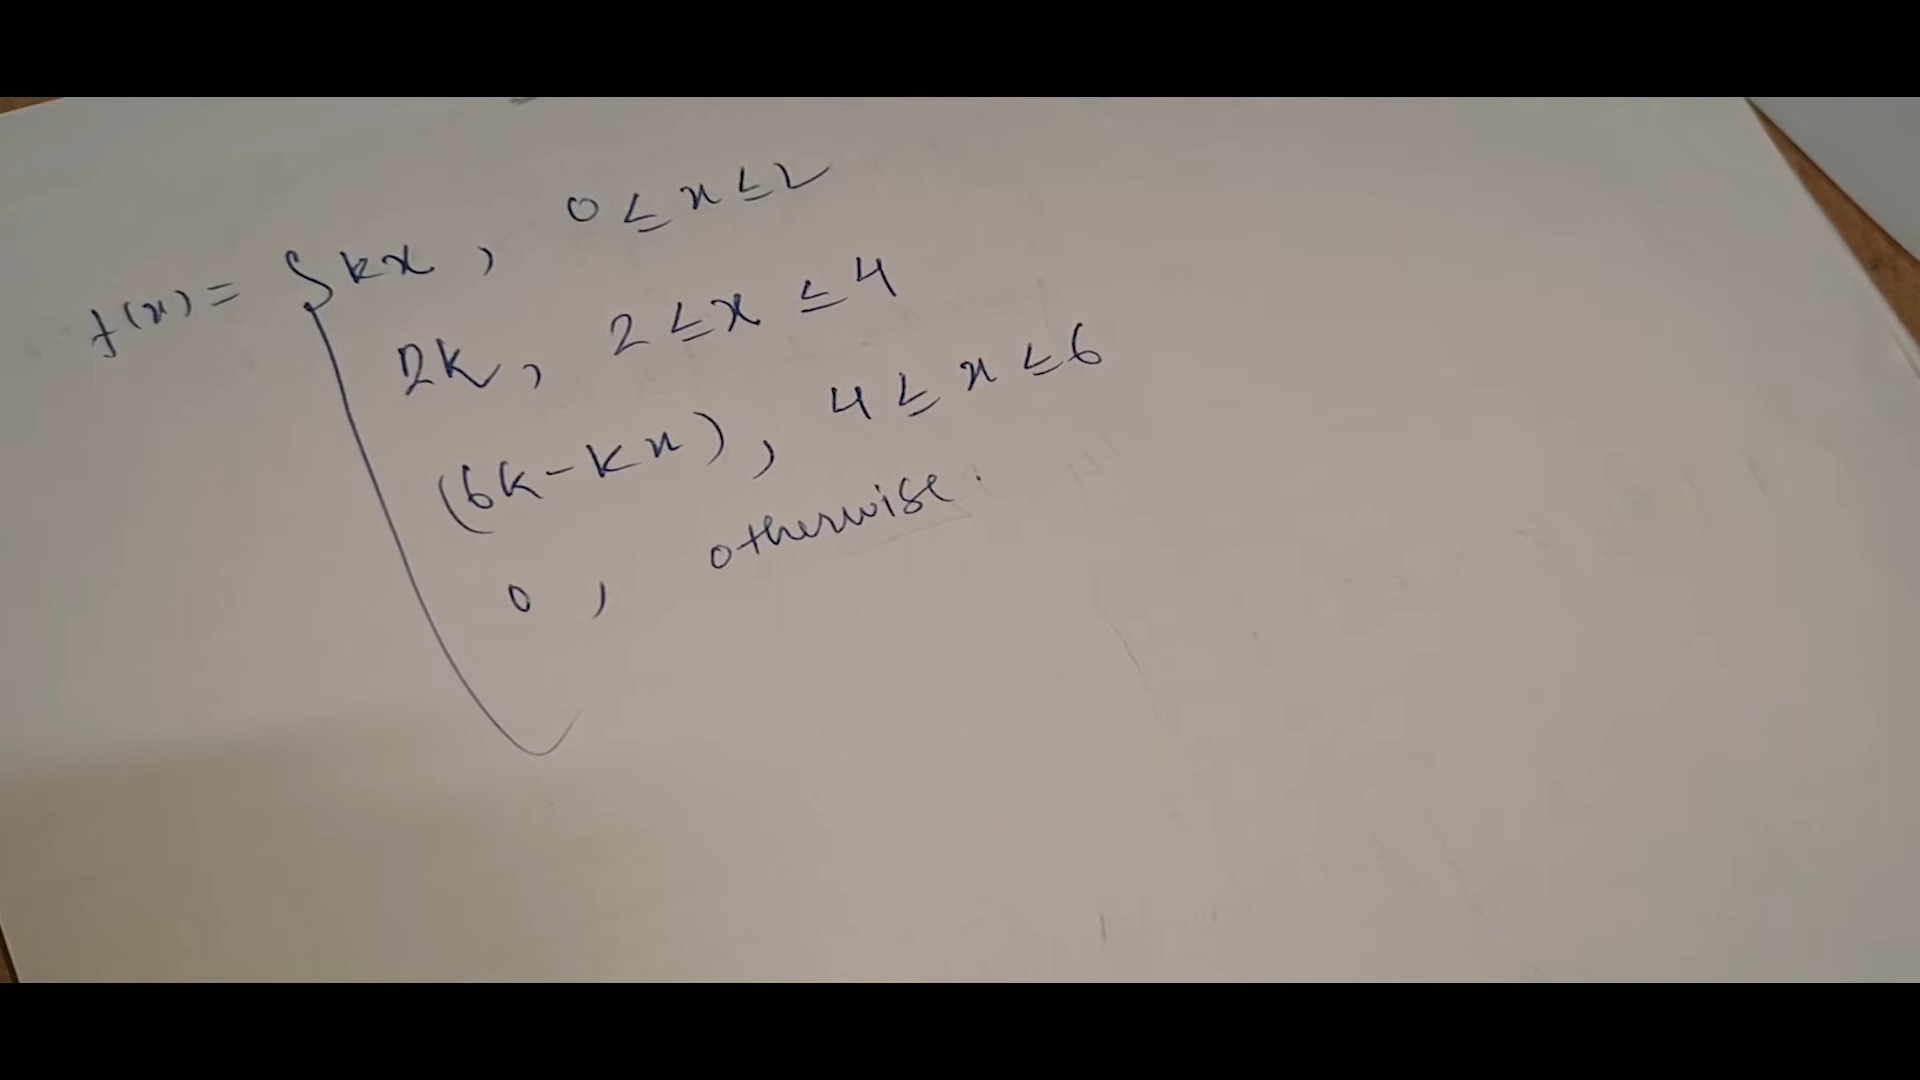 f(x) = { kx , 0 ≤ x ≤ 2
2k , 2 ≤ x ≤ 4
(6k - kx) , 4 ≤ x ≤ 6
0 , otherwise.